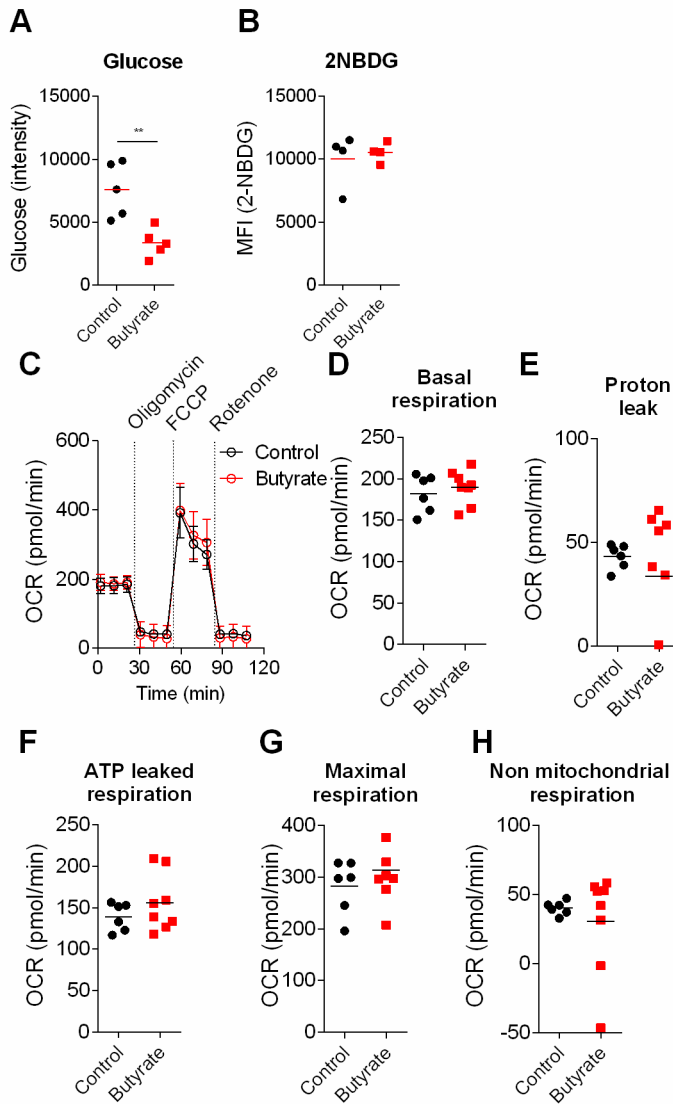 A
Glucose
Glucose (intensity)
15000
10000
5000
0
**
Control
Butyrate
B
2NBDG
MFI (2-NBDG)
15000
10000
5000
0
Control
Butyrate
C
Oligomycin
FCCP
Rotenone
OCR (pmol/min)
600
400
200
0
Control
Butyrate
0
30
60
90
120
Time (min)
D
Basal
respiration
OCR (pmol/min)
250
200
150
100
50
0
Control
Butyrate
E
Proton
leak
OCR (pmol/min)
100
50
0
Control
Butyrate
F
ATP leaked
respiration
OCR (pmol/min)
250
200
150
100
50
0
Control
Butyrate
G
Maximal
respiration
OCR (pmol/min)
400
300
200
0
Control
Butyrate
H
Non mitochondrial
respiration
OCR (pmol/min)
100
50
0
-50
Control
Butyrate